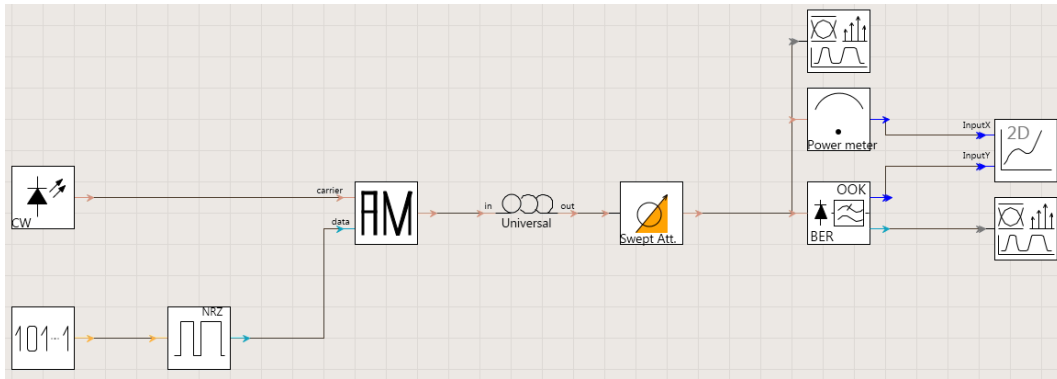 Power meter
InputX
2D
InputY
CW
carrier
AM
data
in
out
Universal
Swept Att.
OOK
BER
101--1
NRZ